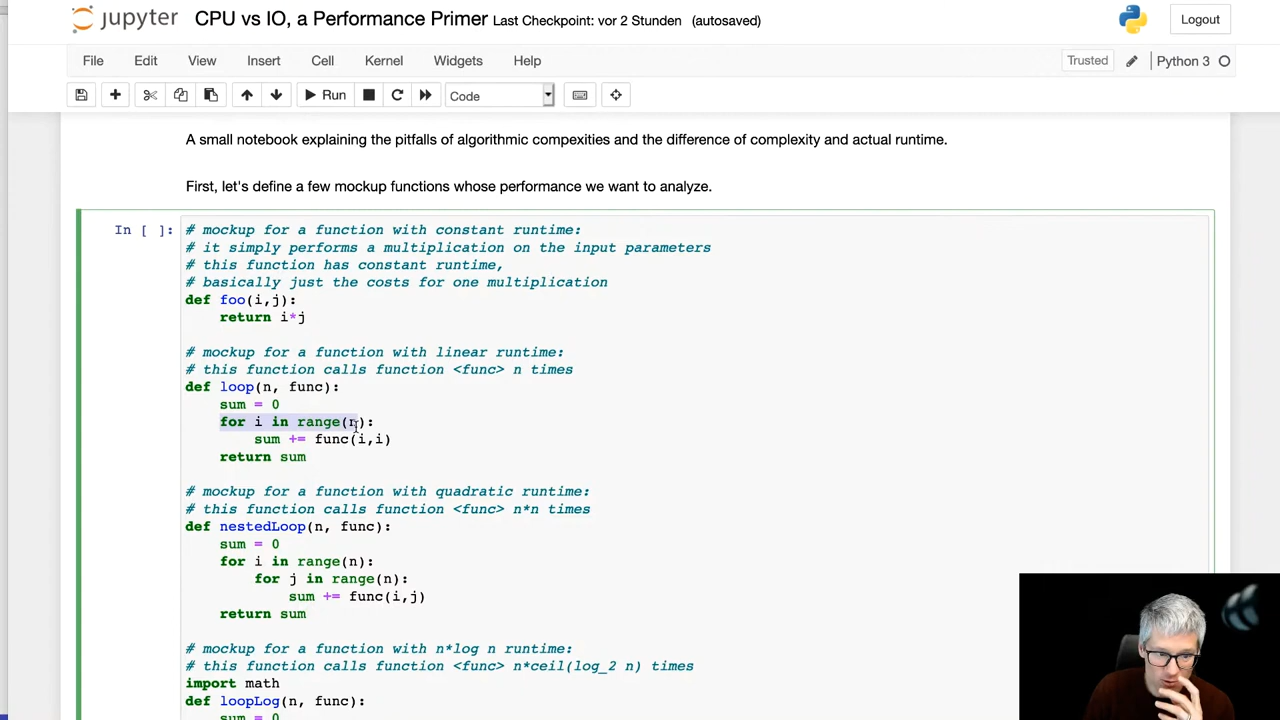 jupyter CPU vs IO, a Performance Primer Last Checkpoint: vor 2 Stunden (autosaved) Logout
File Edit View Insert Cell Kernel Widgets Help Trusted Python 3
Run Code
A small notebook explaining the pitfalls of algorithmic compexities and the difference of complexity and actual runtime.
First, let's define a few mockup functions whose performance we want to analyze.
In [ ]: # mockup for a function with constant runtime:
# it simply performs a multiplication on the input parameters
# this function has constant runtime,
# basically just the costs for one multiplication
def foo(i,j):
return i*j
# mockup for a function with linear runtime:
# this function calls function <func> n times
def loop(n, func):
sum = 0
for i in range(n):
sum += func(i,i)
return sum
# mockup for a function with quadratic runtime:
# this function calls function <func> n*n times
def nestedLoop(n, func):
sum = 0
for i in range(n):
for j in range(n):
sum += func(i,j)
return sum
# mockup for a function with n*log n runtime:
# this function calls function <func> n*ceil(log_2 n) times
import math
def loopLog(n, func):
sum = 0